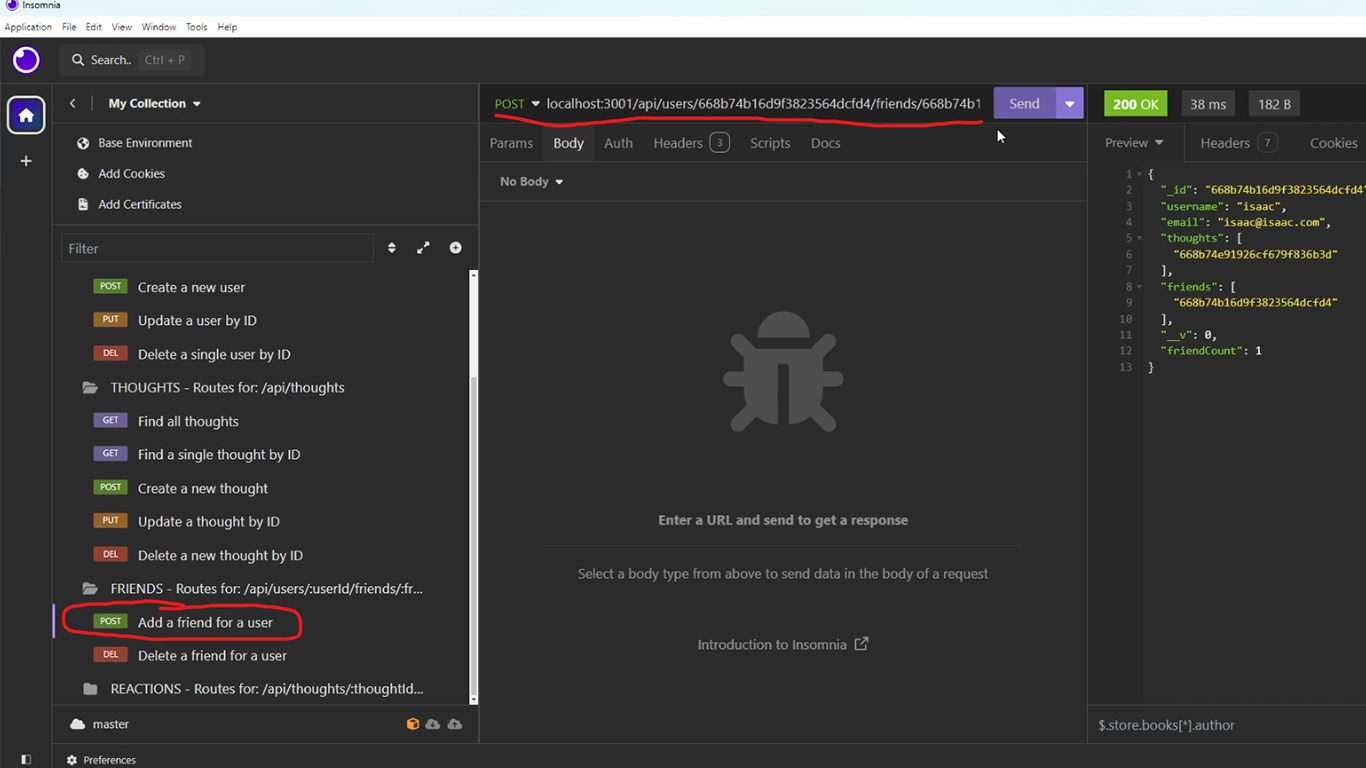 Insomnia
Application File Edit View Window Tools Help
Search.. Ctrl + P
My Collection
Base Environment
Add Cookies
Add Certificates
Filter
POST Create a new user
PUT Update a user by ID
DEL Delete a single user by ID
THOUGHTS - Routes for: /api/thoughts
GET Find all thoughts
GET Find a single thought by ID
POST Create a new thought
PUT Update a thought by ID
DEL Delete a new thought by ID
FRIENDS - Routes for: /api/users/:userId/friends/:fr...
POST Add a friend for a user
DEL Delete a friend for a user
REACTIONS - Routes for: /api/thoughts/:thoughtId...
master
Preferences
POST localhost:3001/api/users/668b74b16d9f3823564dcfd4/friends/668b74b1
Send
Params Body Auth Headers 3 Scripts Docs
No Body
Enter a URL and send to get a response
Select a body type from above to send data in the body of a request
Introduction to Insomnia
200 OK 38 ms 182 B
Preview Headers 7 Cookies
1 {
2 "_id": "668b74b16d9f3823564dcfd4"
3 "username": "isaac",
4 "email": "isaac@isaac.com",
5 "thoughts": [
6 "668b74e91926cf679f836b3d"
7 ],
8 "friends": [
9 "668b74b16d9f3823564dcfd4"
10 ],
11 "__v": 0,
12 "friendCount": 1
13 }
$.store.books[*].author